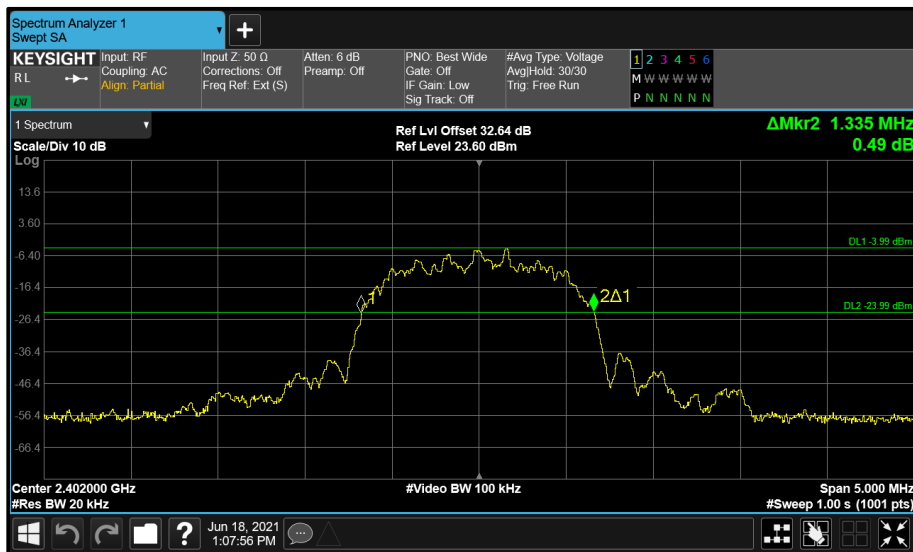 Spectrum Analyzer 1
Swept SA
+
KEYSIGHT
R L
LXI
Input: RF
Coupling: AC
Align: Partial
Input Z: 50 Ω
Corrections: Off
Freq Ref: Ext (S)
Atten: 6 dB
Preamp: Off
PNO: Best Wide
Gate: Off
IF Gain: Low
Sig Track: Off
#Avg Type: Voltage
Avg|Hold: 30/30
Trig: Free Run
1 2 3 4 5 6
M W W W W W
P N N N N N
1 Spectrum
Scale/Div 10 dB
Log
Ref Lvl Offset 32.64 dB
Ref Level 23.60 dBm
ΔMkr2 1.335 MHz
0.49 dB
13.6
3.60
-6.40
-16.4
-26.4
-36.4
-46.4
-56.4
-66.4
DL1 -3.99 dBm
1
2Δ1
DL2 -23.99 dBm
Center 2.402000 GHz
#Res BW 20 kHz
#Video BW 100 kHz
Span 5.000 MHz
#Sweep 1.00 s (1001 pts)
?
Jun 18, 2021
1:07:56 PM